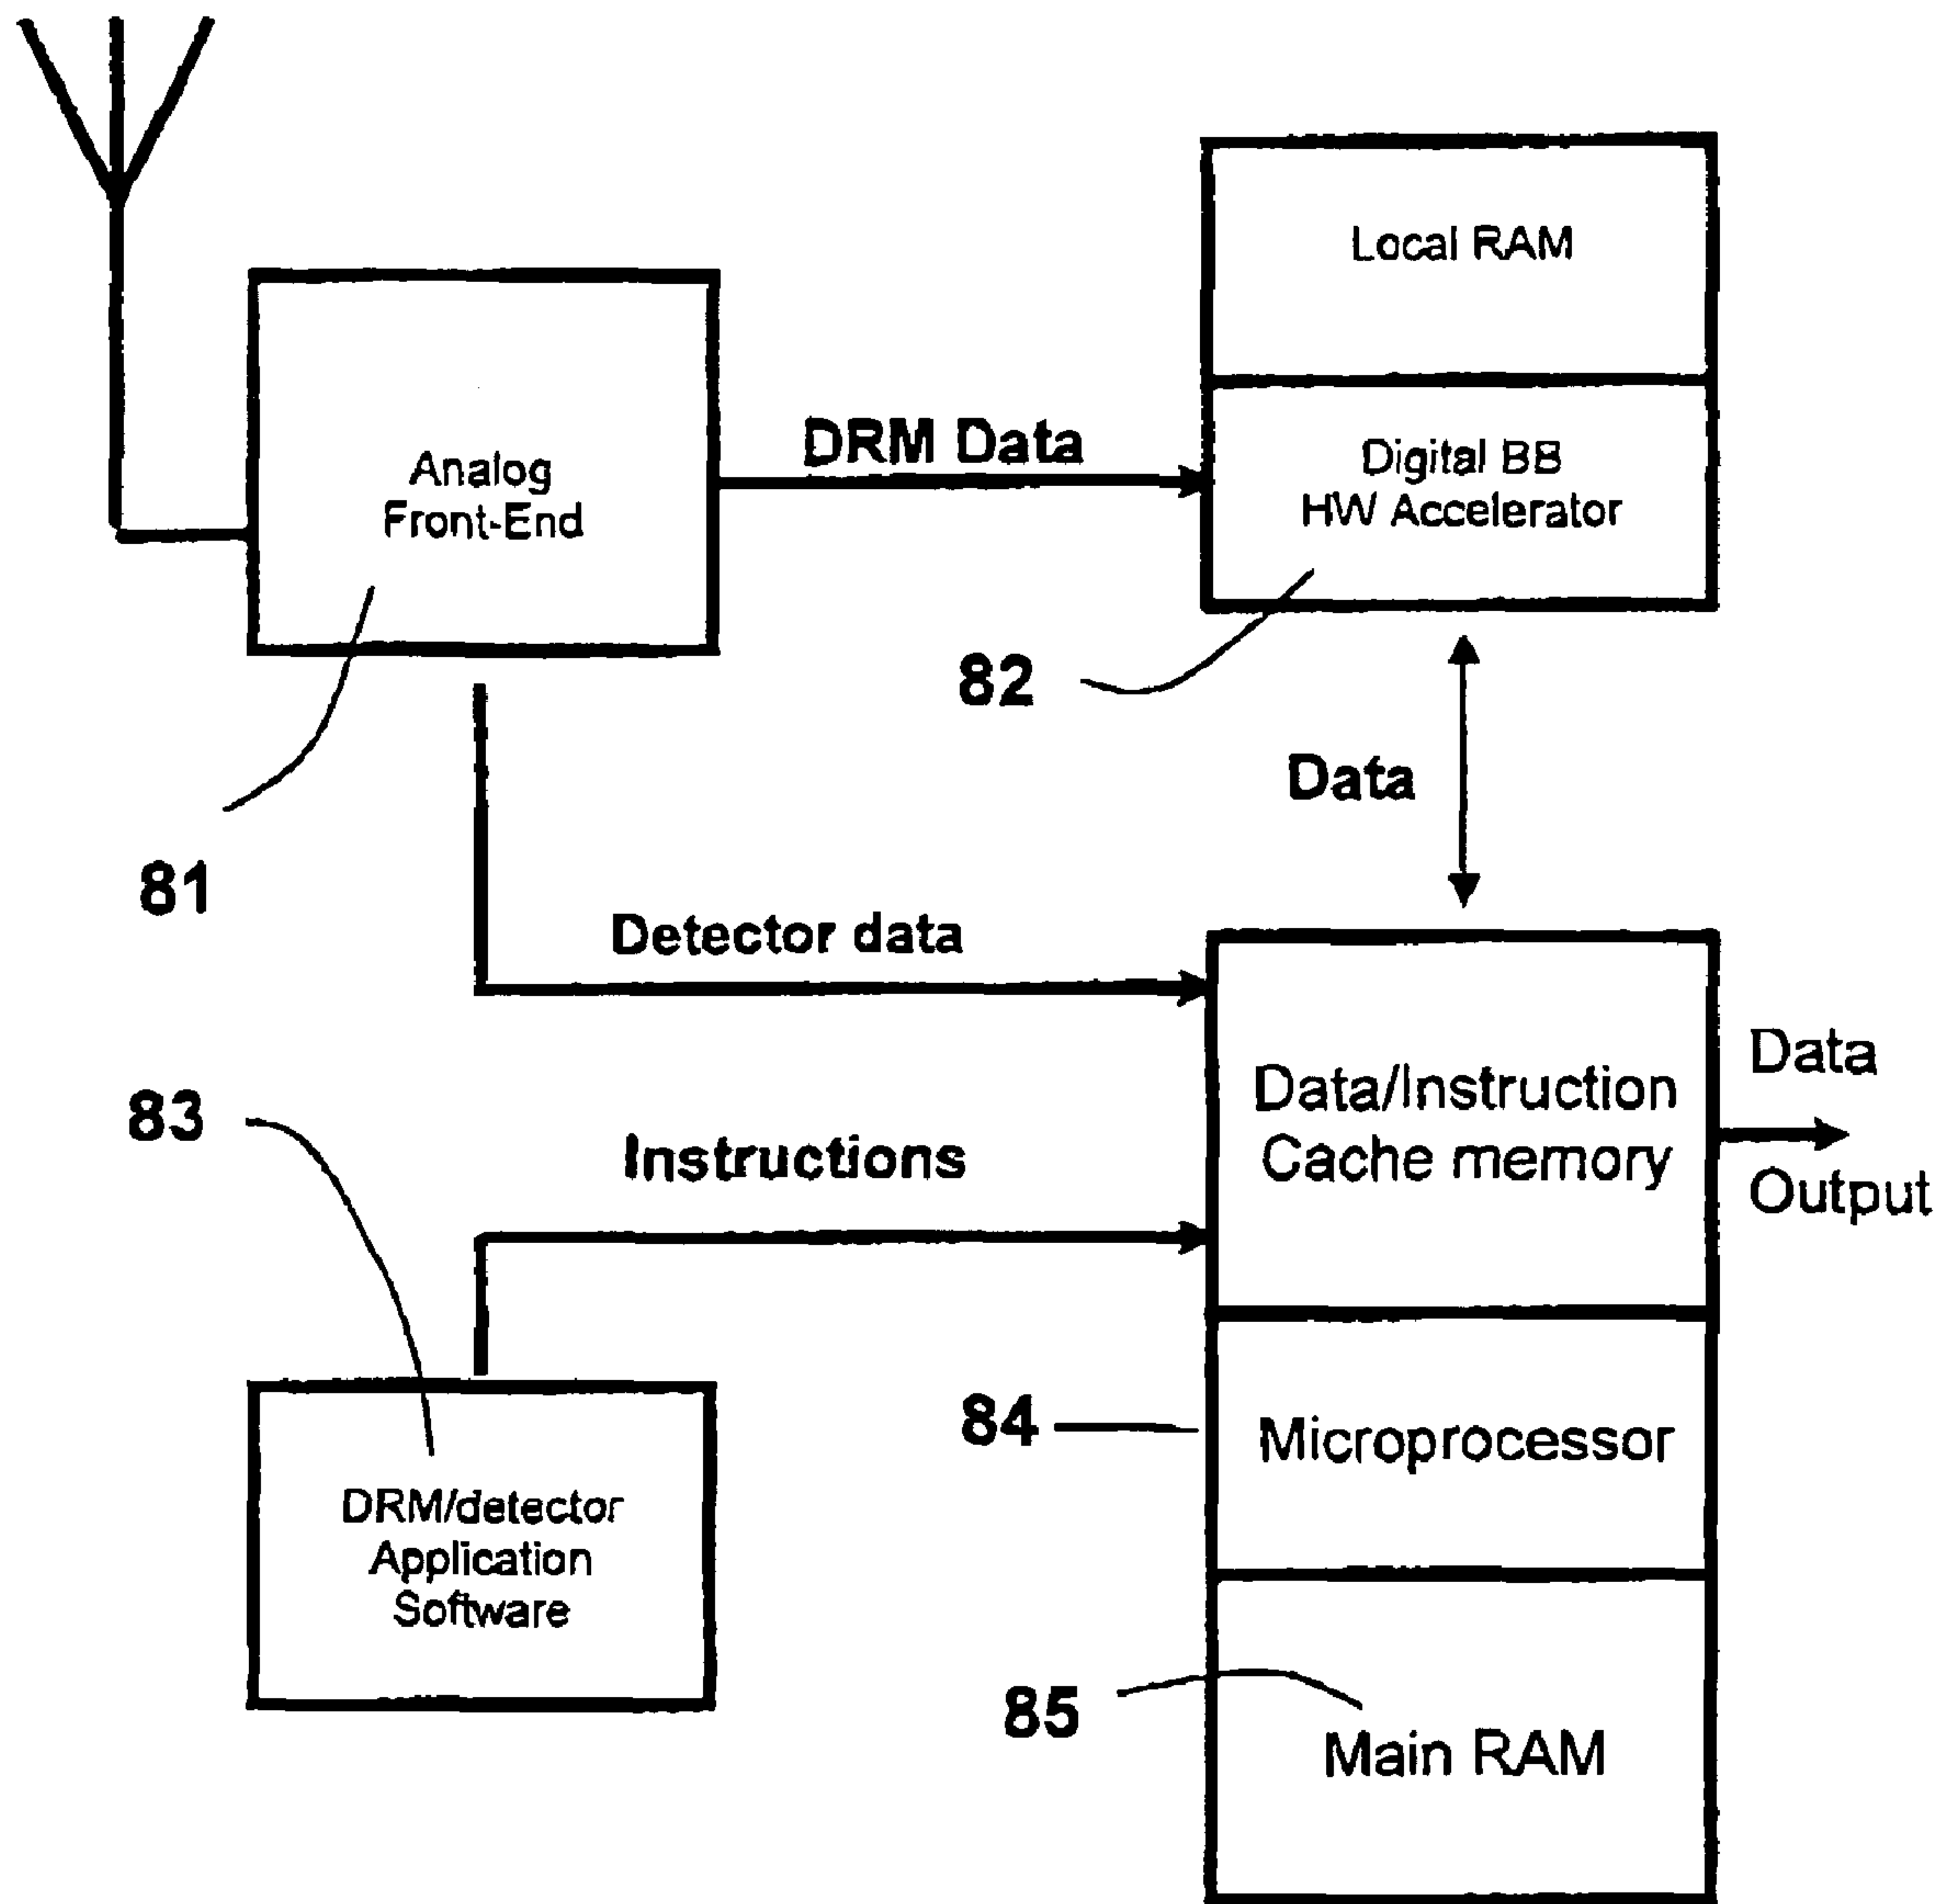 Local RAM
Analog
Front-End
DRM Data
Digital BB
HW Accelerator
82
Data
81
Detector data
Data/Instruction
Cache memory
Data
Output
83
Instructions
84
Microprocessor
DRM/detector
Application
Software
85
Main RAM